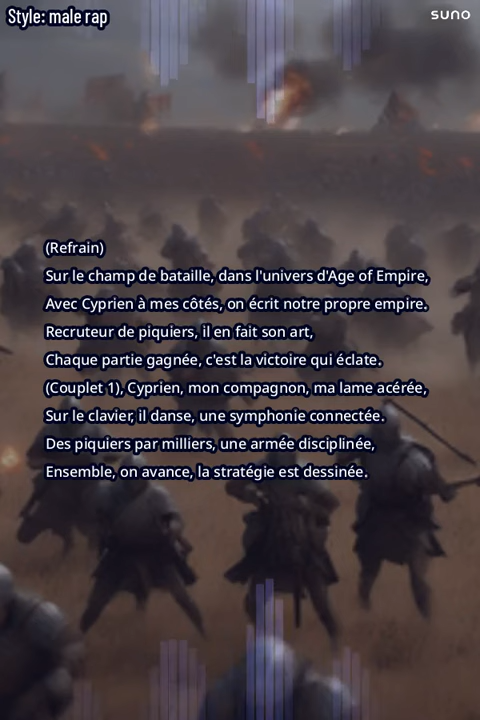 Style: male rap
suno
(Refrain)
Sur le champ de bataille, dans l'univers d'Age of Empire,
Avec Cyprien à mes côtés, on écrit notre propre empire.
Recruteur de piquiers, il en fait son art,
Chaque partie gagnée, c'est la victoire qui éclate.
(Couplet 1), Cyprien, mon compagnon, ma lame acérée,
Sur le clavier, il danse, une symphonie connectée.
Des piquiers par milliers, une armée disciplinée,
Ensemble, on avance, la stratégie est dessinée.